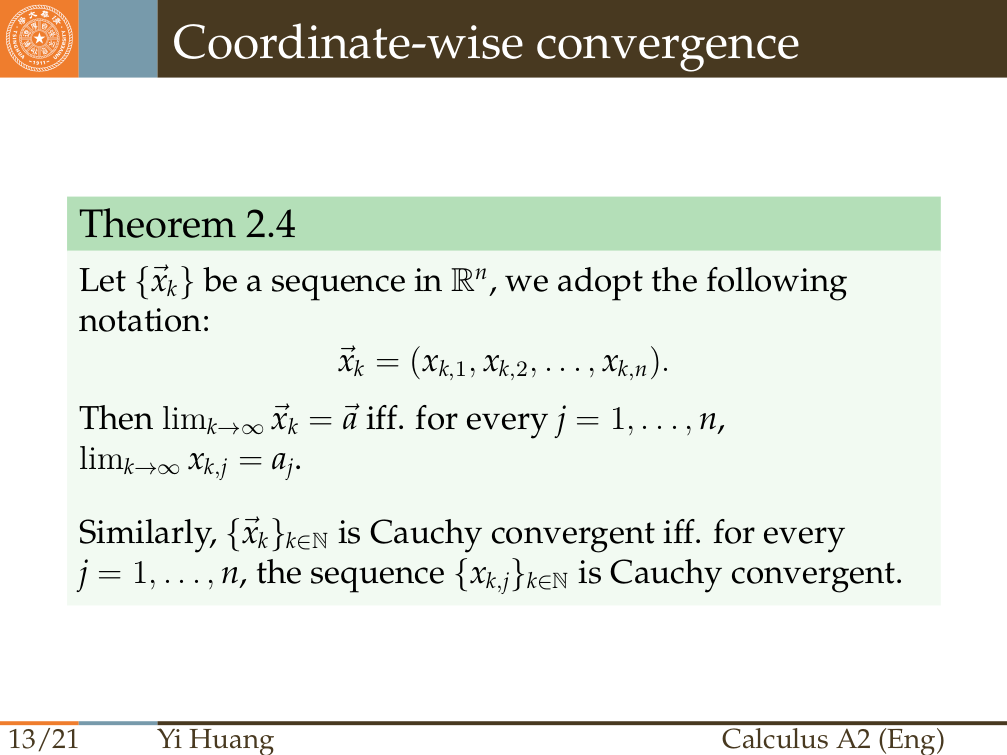 Coordinate-wise convergence
Theorem 2.4
Let {x⃗ₖ} be a sequence in ℝⁿ, we adopt the following
notation:
x⃗ₖ = (xₖ,₁, xₖ,₂, . . . , xₖ,ₙ).
Then limₖ→∞ x⃗ₖ = a⃗ iff. for every j = 1, . . . , n,
limₖ→∞ xₖ,ⱼ = aⱼ.
Similarly, {x⃗ₖ}ₖ∈ℕ is Cauchy convergent iff. for every
j = 1, . . . , n, the sequence {xₖ,ⱼ}ₖ∈ℕ is Cauchy convergent.
13/21 Yi Huang Calculus A2 (Eng)